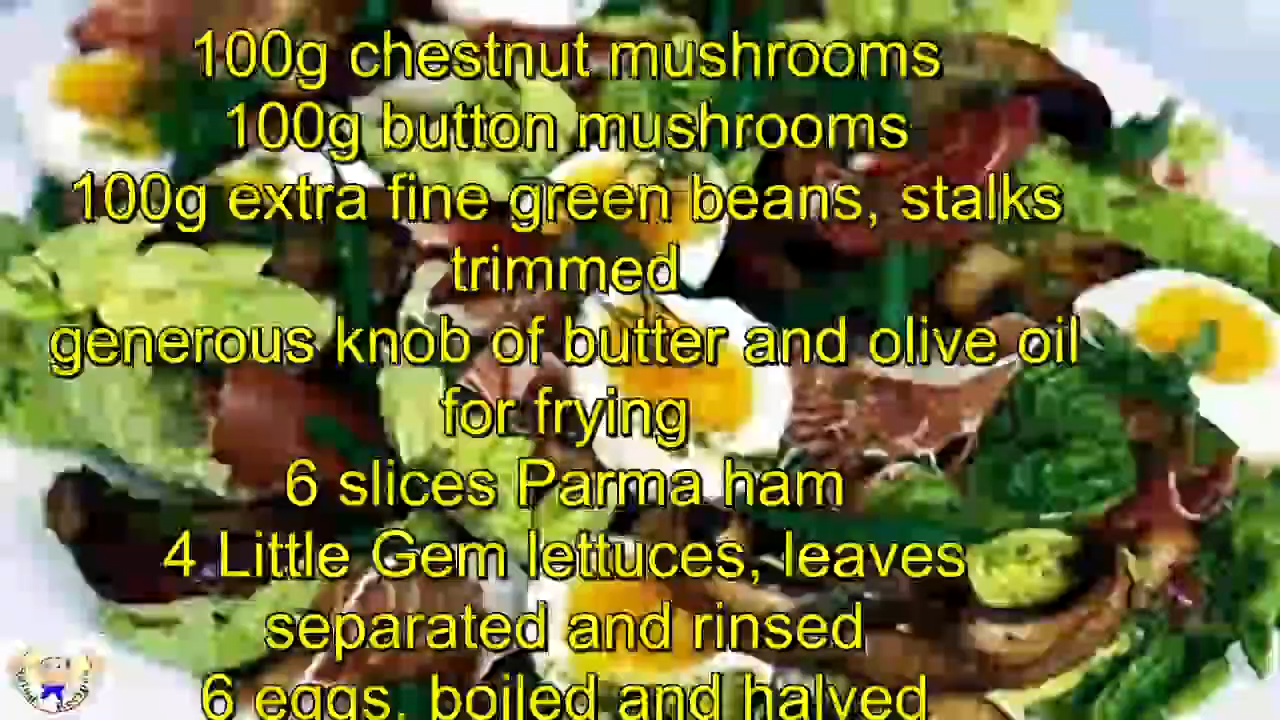 100g chestnut mushrooms
100g button mushrooms
100g extra fine green beans, stalks
trimmed
generous knob of butter and olive oil
for frying
6 slices Parma ham
4 Little Gem lettuces, leaves
separated and rinsed
6 eggs, boiled and halved